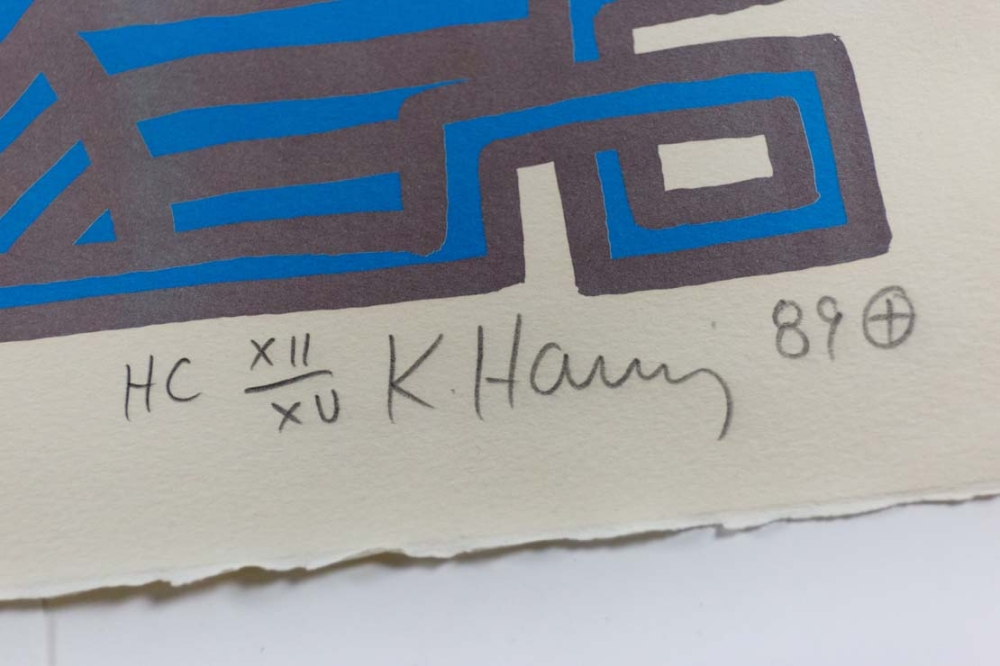 HC XII/XV K. Haring 89 ⊕